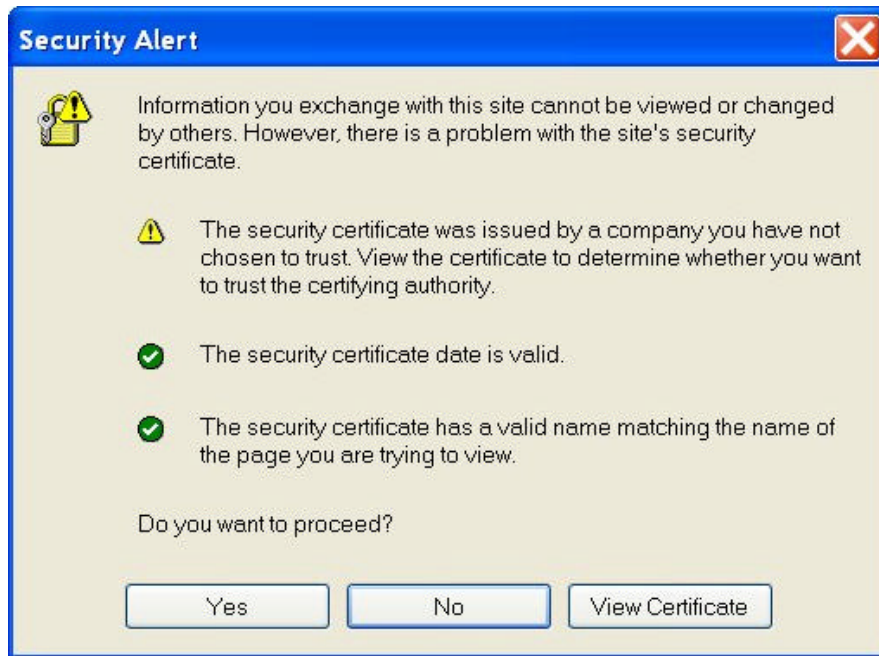 Security Alert
Information you exchange with this site cannot be viewed or changed
by others. However, there is a problem with the site's security
certificate.
The security certificate was issued by a company you have not
chosen to trust. View the certificate to determine whether you want
to trust the certifying authority.
The security certificate date is valid.
The security certificate has a valid name matching the name of
the page you are trying to view.
Do you want to proceed?
Yes
No
View Certificate